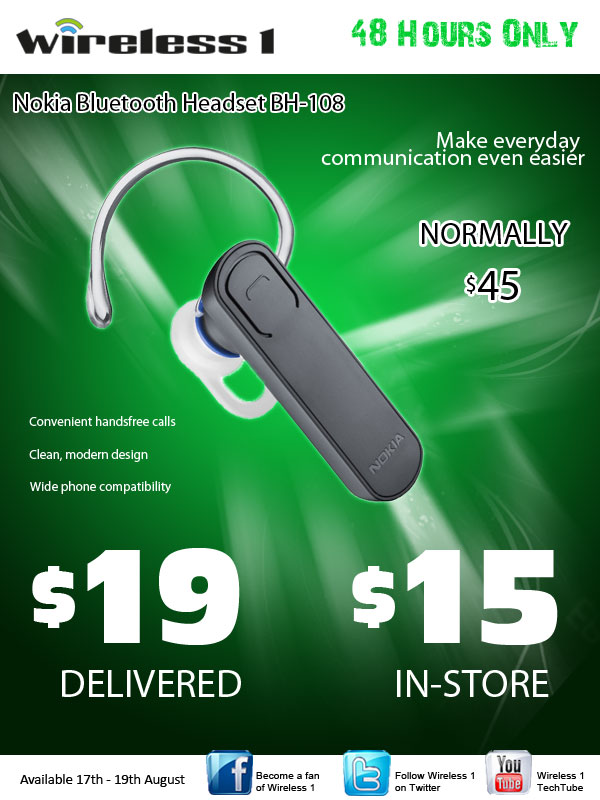 wireless 1
48 Hours Only
Nokia Bluetooth Headset BH-108
Make everyday
communication even easier
NORMALLY
$45
NOKIA
Convenient handsfree calls
Clean, modern design
Wide phone compatibility
$19
DELIVERED
$15
IN-STORE
Available 17th - 19th August
f
Become a fan
of Wireless 1
t
Follow Wireless 1
on Twitter
You
Tube
Wireless 1
TechTube